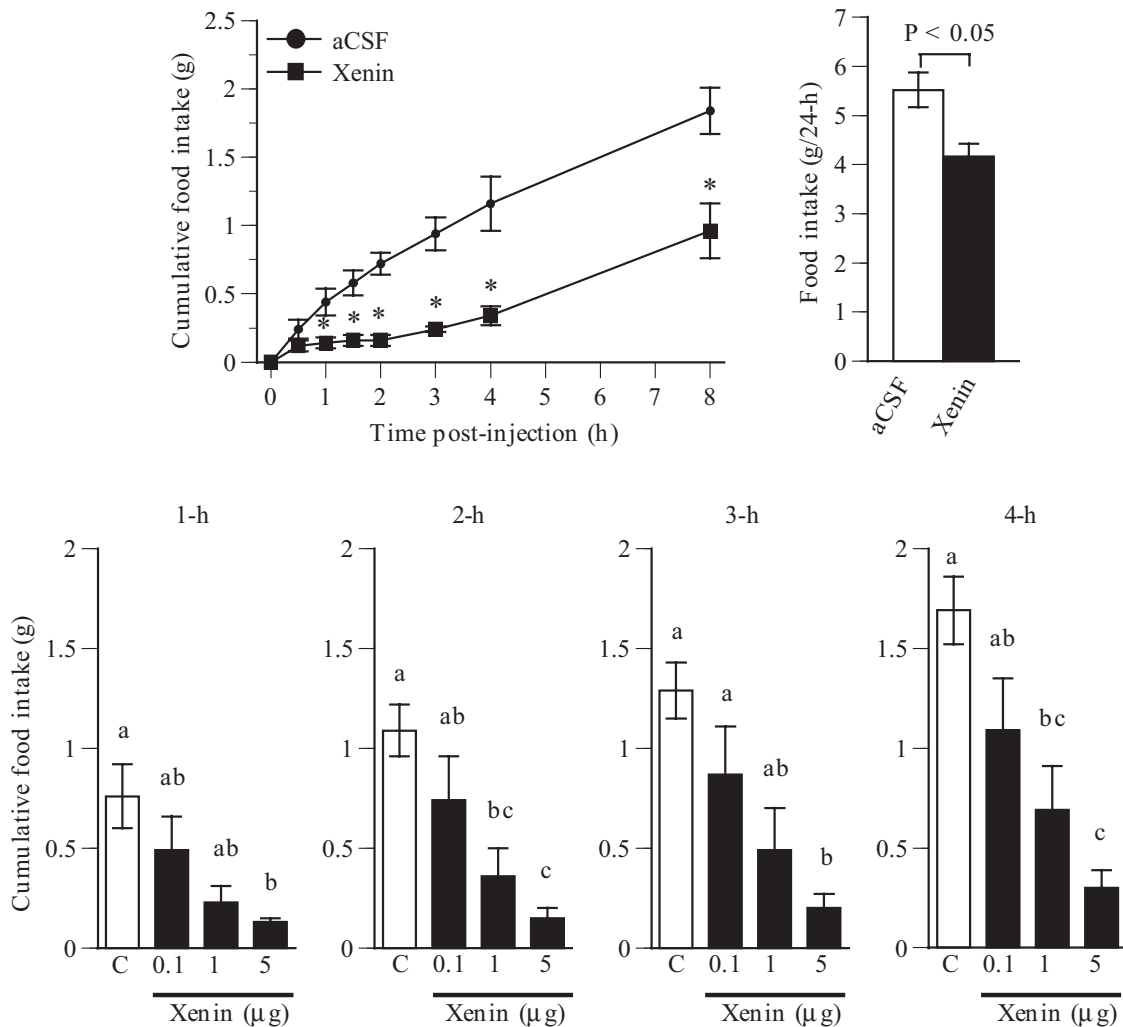 2.5
2
1.5
1
0.5
0
Cumulative food intake (g)
aCSF
Xenin
*
*
*
*
*
*
0 1 2 3 4 5 6 7 8
Time post-injection (h)
7
6
5
4
3
2
1
0
Food intake (g/24-h)
P < 0.05
aCSF
Xenin
Cumulative food intake (g)
1-h
2
1.5
1
0.5
0
a
ab
ab
b
C 0.1 1 5
Xenin (μg)
2-h
2
1.5
1
0.5
0
a
ab
bc
c
C 0.1 1 5
Xenin (μg)
3-h
2
1.5
1
0.5
0
a
a
ab
b
C 0.1 1 5
Xenin (μg)
4-h
2
1.5
1
0.5
0
a
ab
bc
c
C 0.1 1 5
Xenin (μg)